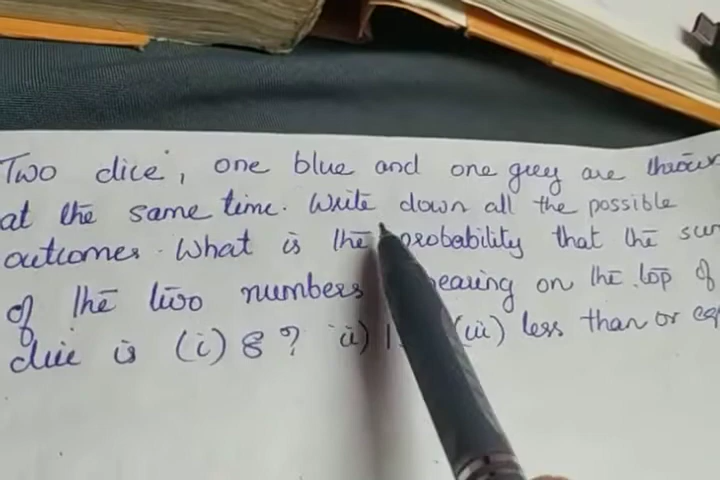 Two dice, one blue and one grey are thrown
at the same time. Write down all the possible
outcomes. What is the probability that the sum
of the two numbers on the top of
dice is (i) 8? ii) (iii) less than or